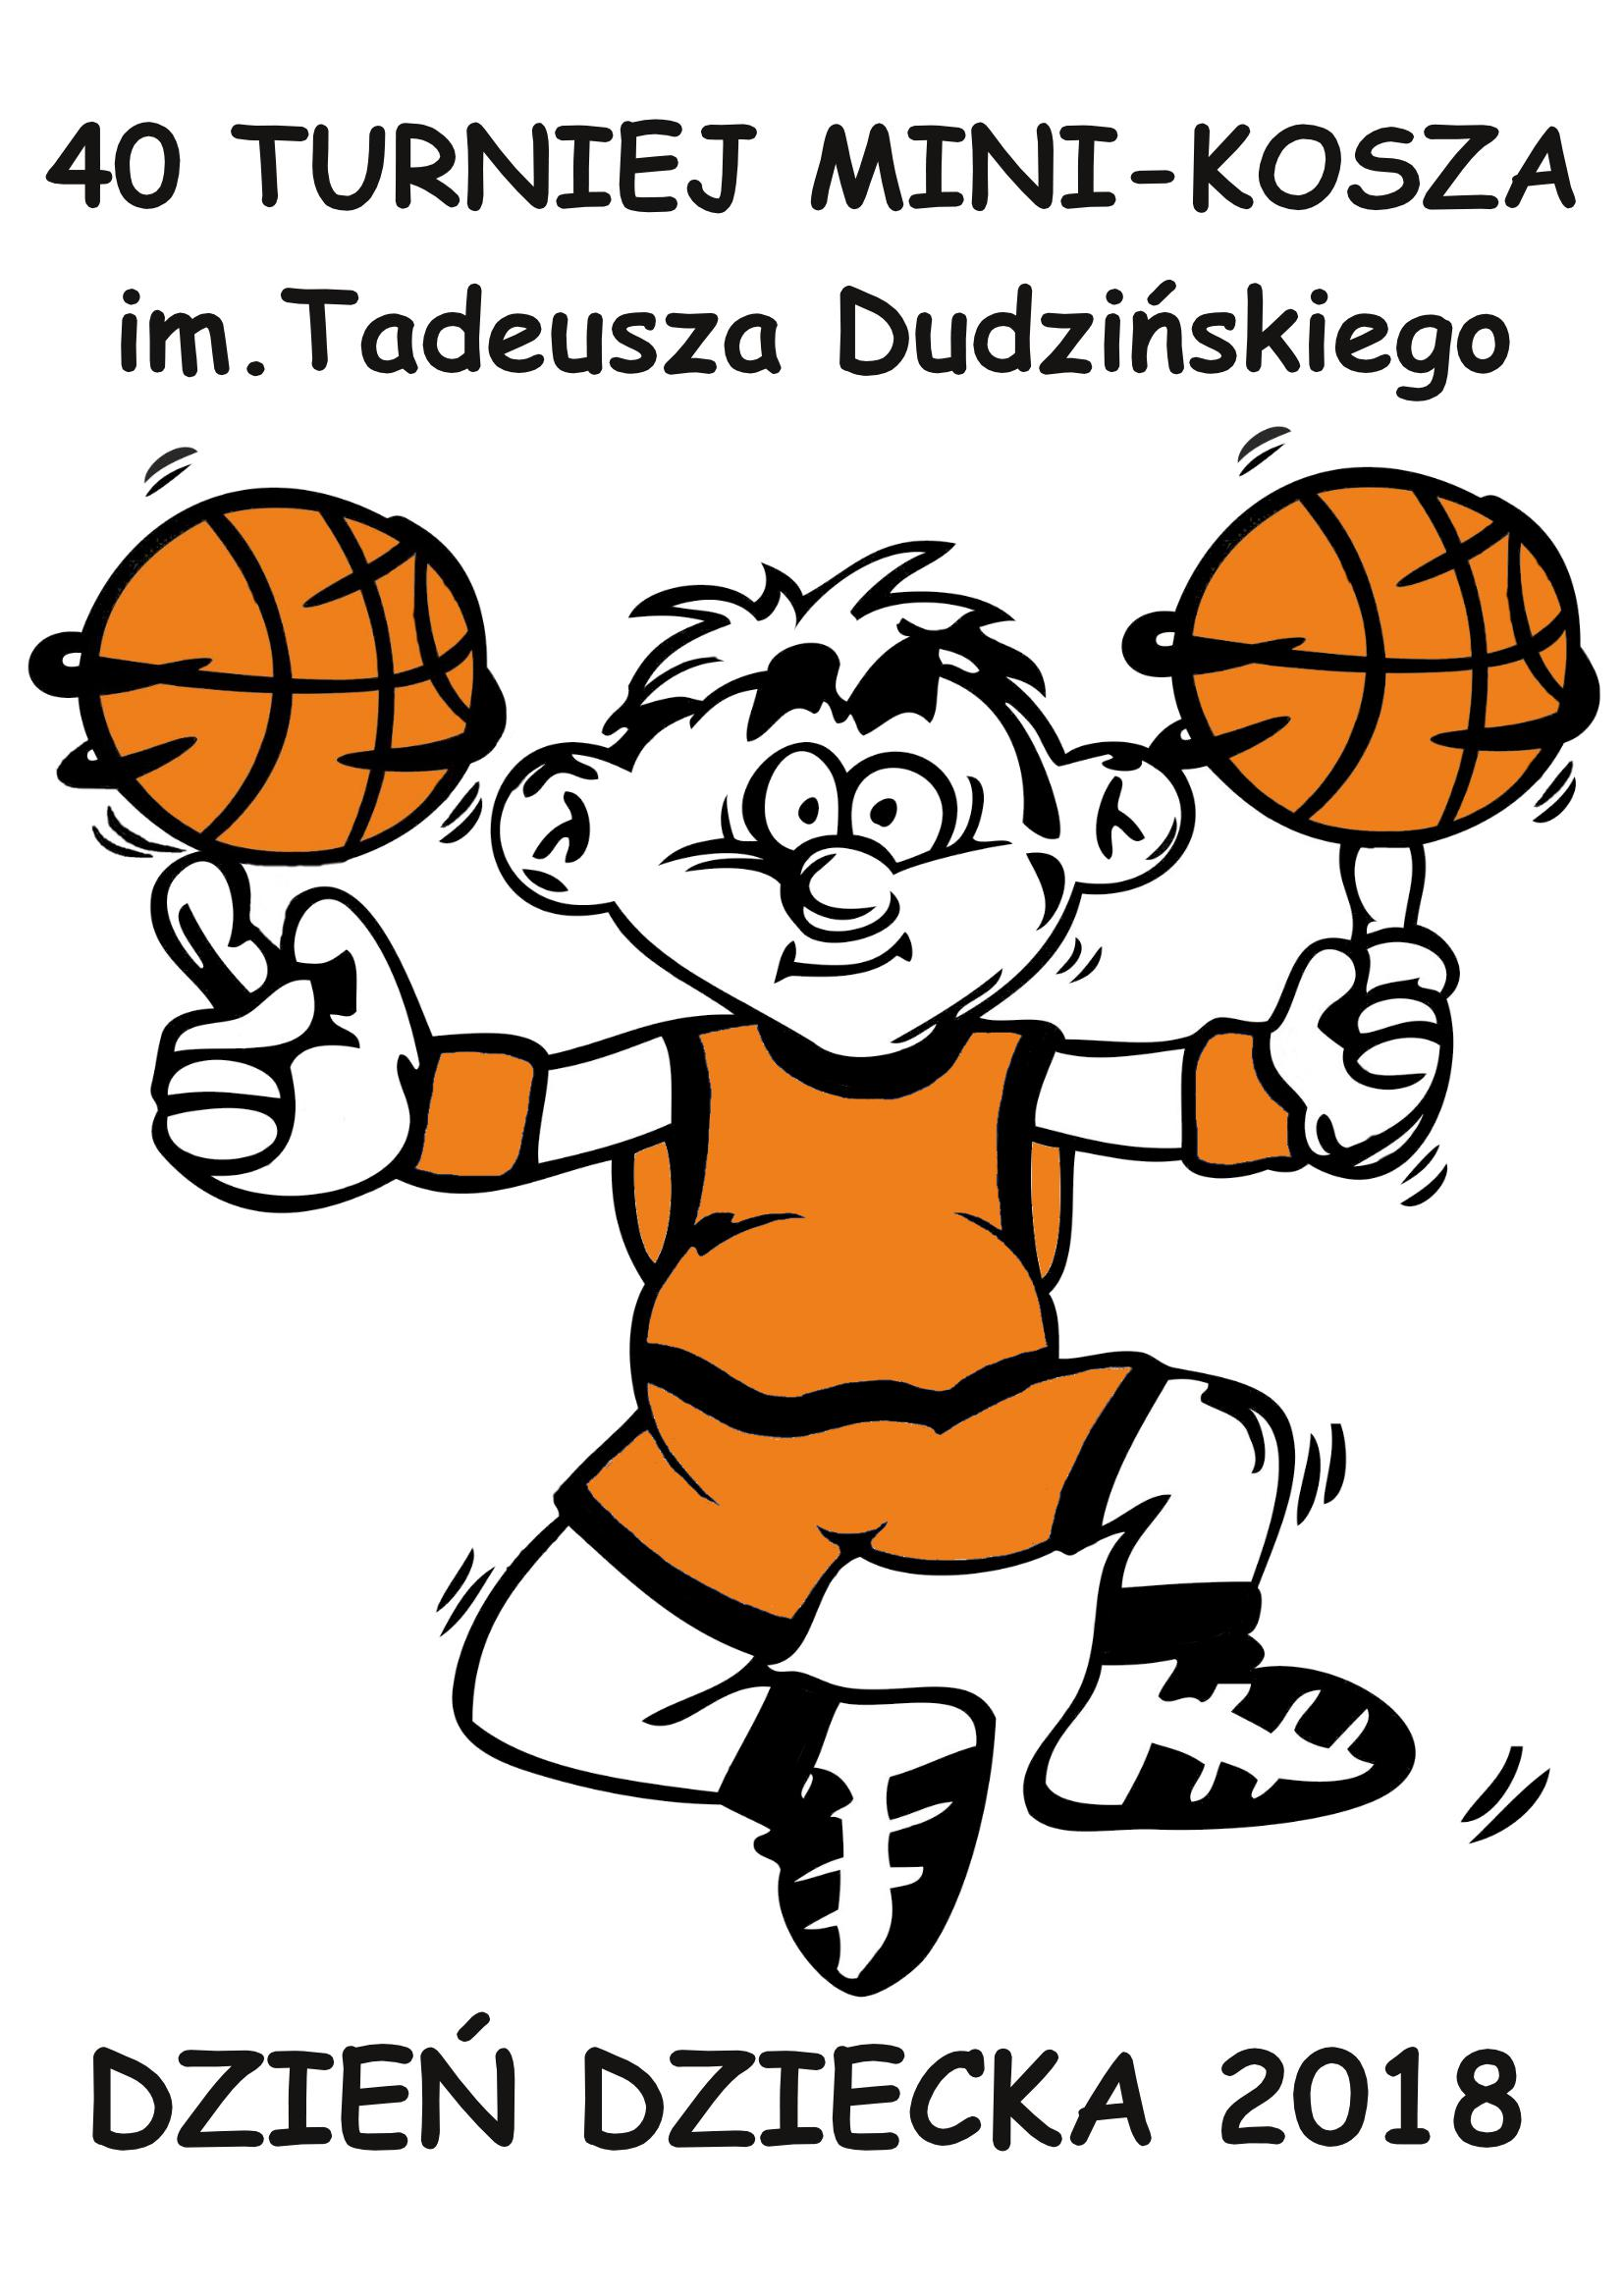 40 TURNIEJ MINI-KOSZA
im. Tadeusza Dudzińskiego
DZIEŃ DZIECKA 2018